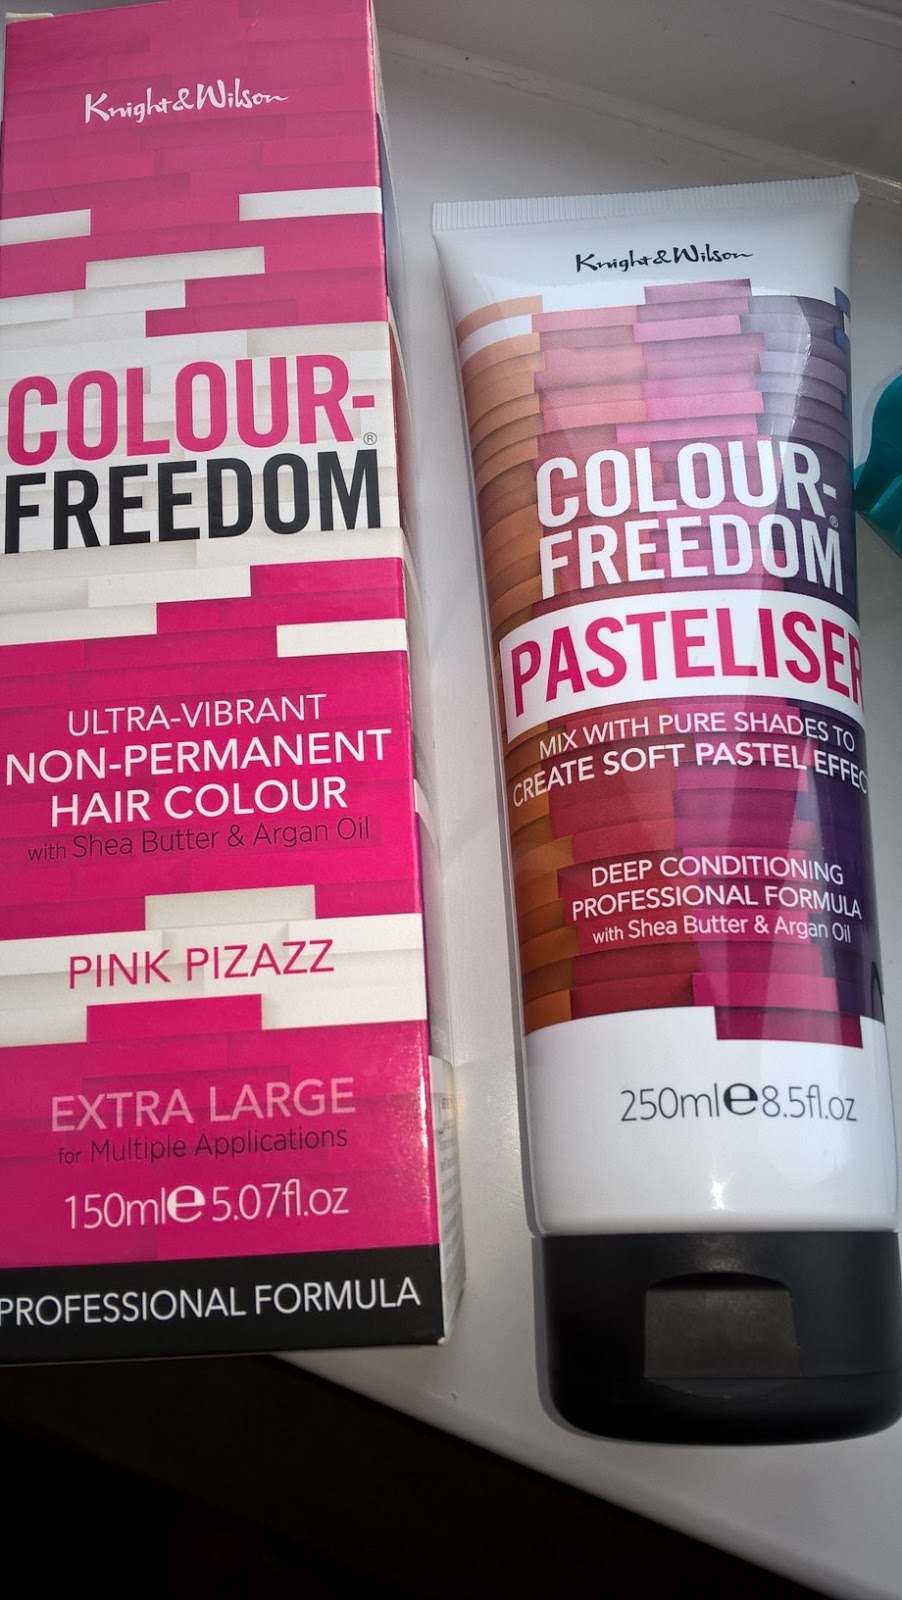 Knight & Wilson
COLOUR-
FREEDOM®
ULTRA-VIBRANT
NON-PERMANENT
HAIR COLOUR
with Shea Butter & Argan Oil
PINK PIZAZZ
EXTRA LARGE
for Multiple Applications
150ml℮5.07fl.oz
PROFESSIONAL FORMULA
Knight & Wilson
COLOUR-
FREEDOM®
PASTELISER
MIX WITH PURE SHADES TO
CREATE SOFT PASTEL EFFEC
DEEP CONDITIONING
PROFESSIONAL FORMULA
with Shea Butter & Argan Oil
250ml℮8.5fl.oz